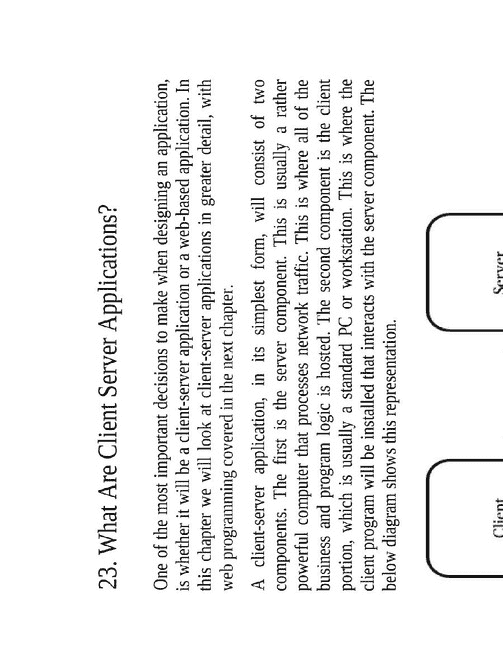 23. What Are Client Server Applications?
One of the most important decisions to make when designing an application,
is whether it will be a client-server application or a web-based application. In
this chapter we will look at client-server applications in greater detail, with
web programming covered in the next chapter.
A client-server application, in its simplest form, will consist of two
components. The first is the server component. This is usually a rather
powerful computer that processes network traffic. This is where all of the
business and program logic is hosted. The second component is the client
portion, which is usually a standard PC or workstation. This is where the
client program will be installed that interacts with the server component. The
below diagram shows this representation.
Client
Server